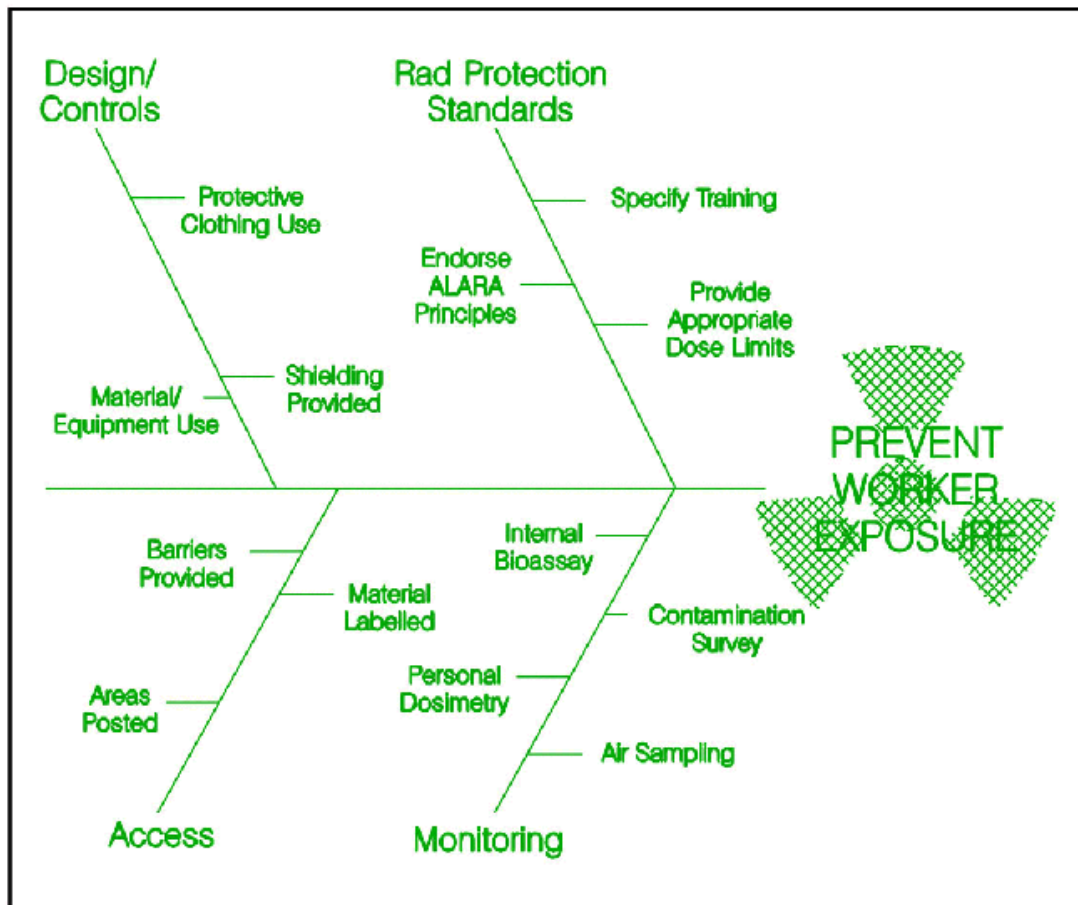 Design/
Controls
Rad Protection
Standards
Protective
Clothing Use
Specify Training
Endorse
ALARA
Principles
Provide
Appropriate
Dose Limits
Shielding
Provided
Material/
Equipment Use
PREVENT
WORKER
EXPOSURE
Internal
Bioassay
Barriers
Provided
Material
Labelled
Contamination
Survey
Personal
Dosimetry
Areas
Posted
Air Sampling
Access
Monitoring